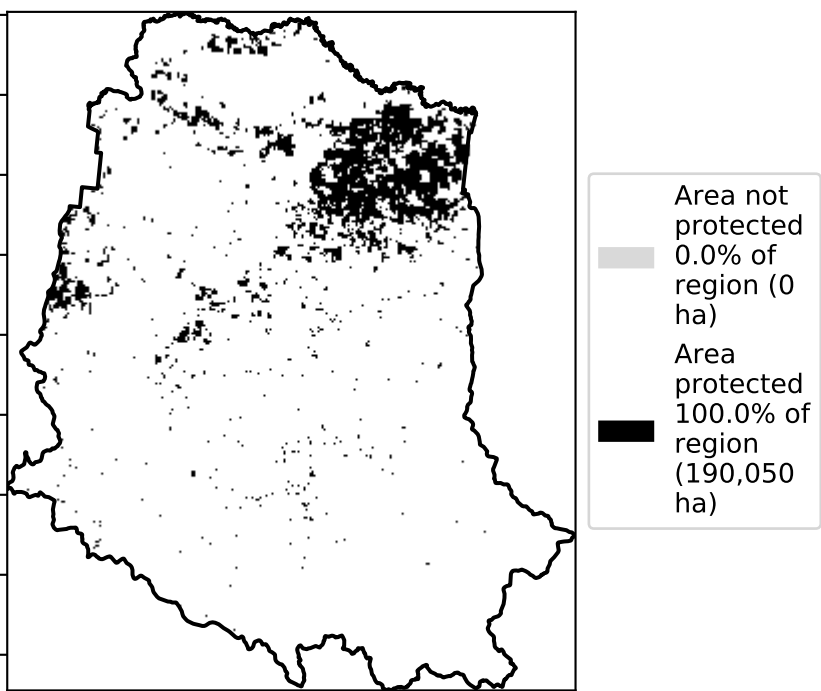 Area not
protected
0.0% of
region (0
ha)
Area
protected
100.0% of
region
(190,050
ha)